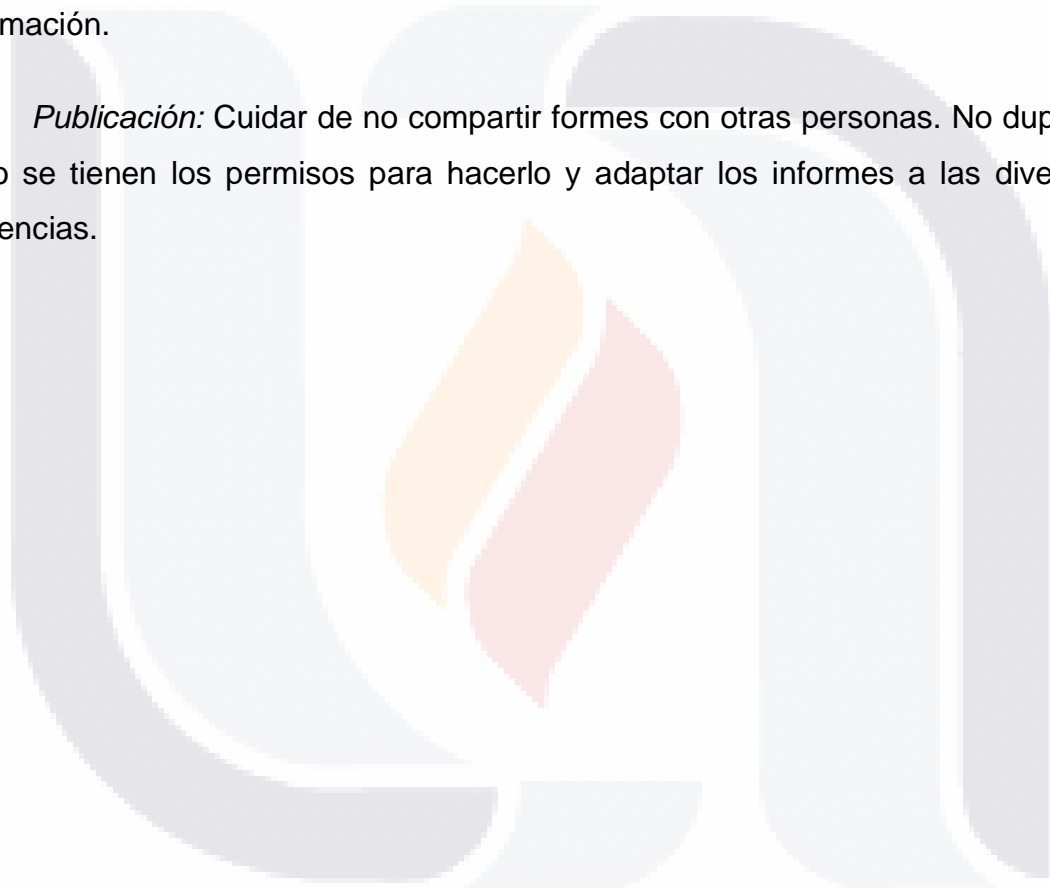 mación.
Publicación: Cuidar de no compartir formes con otras personas. No dup
o se tienen los permisos para hacerlo y adaptar los informes a las dive
encias.